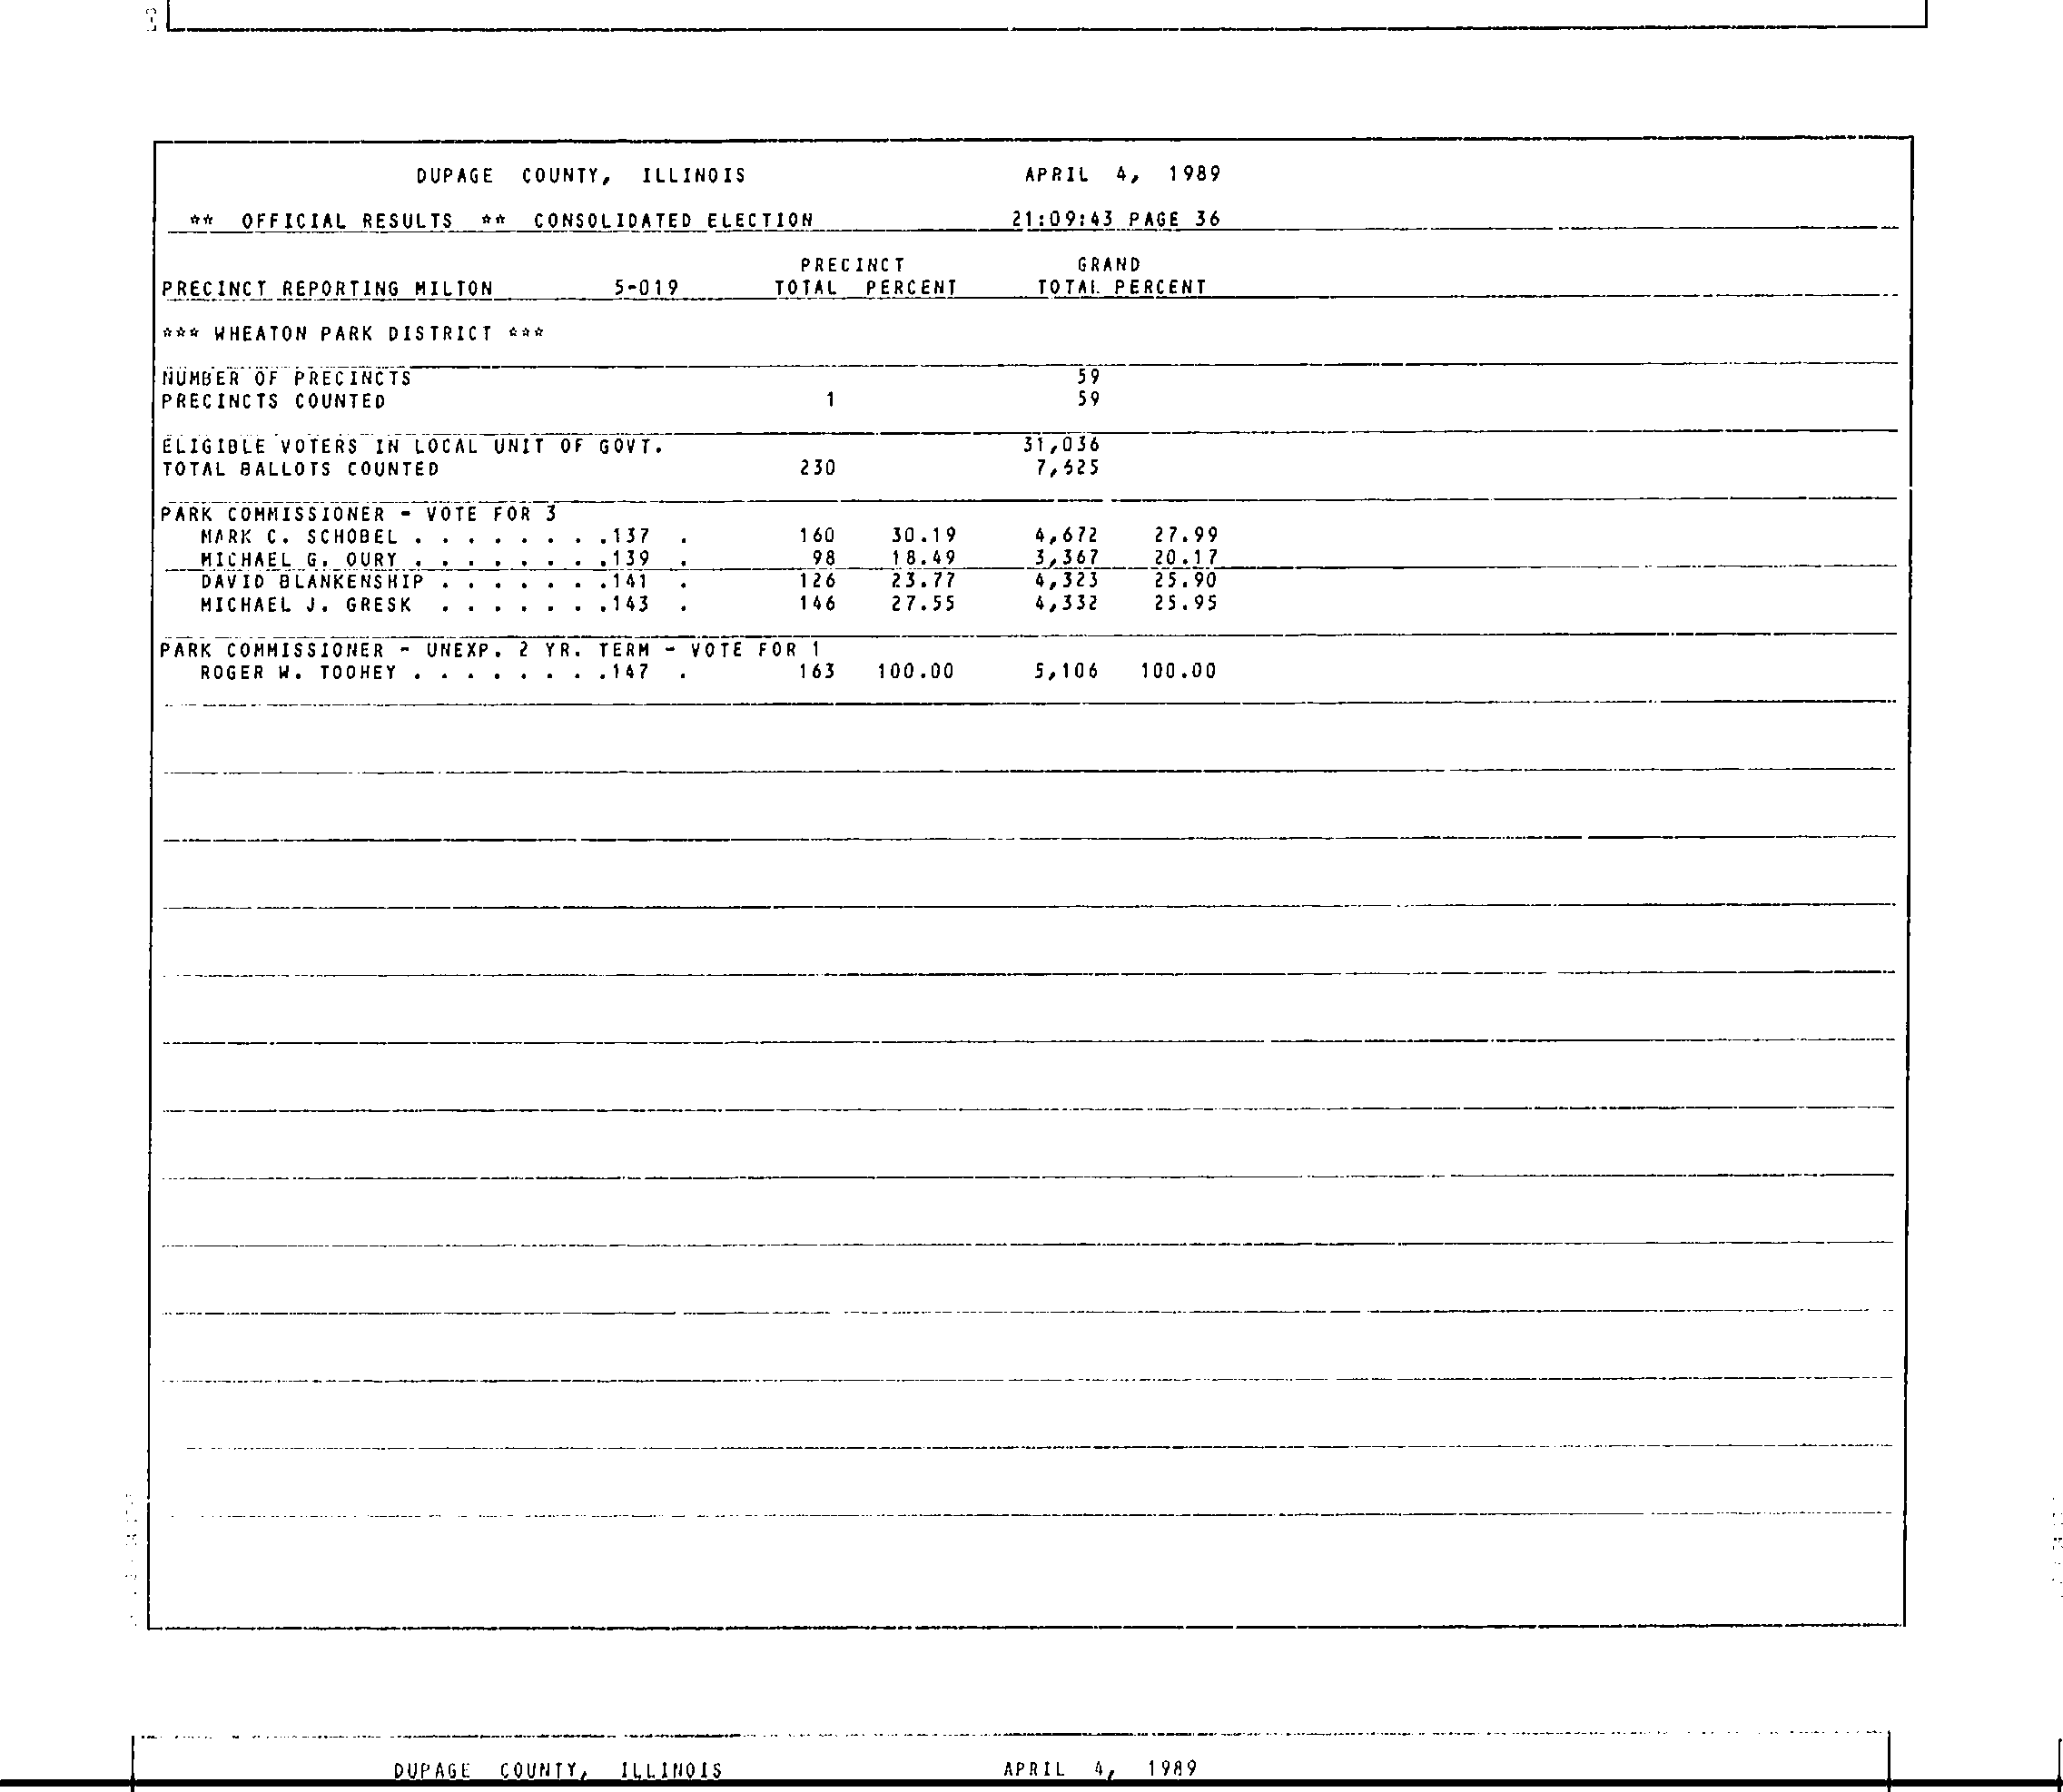 DUPAGE COUNTY, ILLINOIS APRIL 4, 1989
** OFFICIAL RESULTS ** CONSOLIDATED ELECTION 21:09:43 PAGE 36
PRECINCT GRAND
PRECINCT REPORTING MILTON 5-019 TOTAL PERCENT TOTAL PERCENT
*** WHEATON PARK DISTRICT ***
NUMBER OF PRECINCTS 59
PRECINCTS COUNTED 1 59
ELIGIBLE VOTERS IN LOCAL UNIT OF GOVT. 31,036
TOTAL BALLOTS COUNTED 230
PARK COMMISSIONER - VOTE FOR 3
MARK C. SCHOBEL . . . . . . . .137 . 160 30.19 4,672 27.99
MICHAEL G. OURY . . . . . . . .139 . 98 18.49 3,367 20.17
DAVID BLANKENSHIP . . . . . . .141 . 126 23.77 4,323 25.90
MICHAEL J. GRESK . . . . . . .143 . 146 27.55 4,332 25.95
PARK COMMISSIONER - UNEXP. 2 YR. TERM - VOTE FOR 1
ROGER W. TOOHEY . . . . . . . .147 . 163 100.00 5,106 100.00
DUPAGE COUNTY, ILLINOIS APRIL 4, 1989